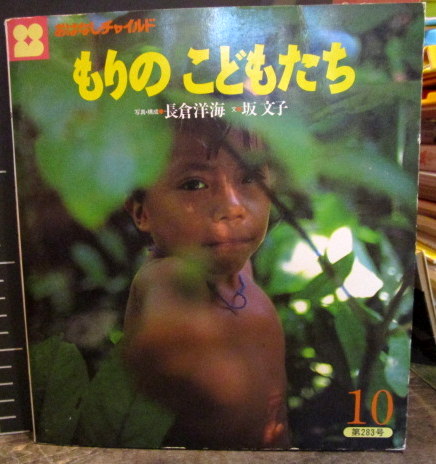 おはなしチャイルド
もりの こどもたち
写真・構成●長倉洋海 文●坂 文子
10
第283号